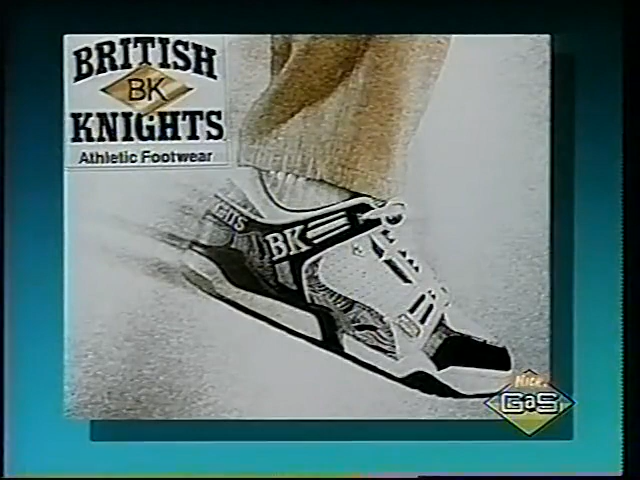 BRITISH
BK
KNIGHTS
Athletic Footwear
BK
NICK
GaS